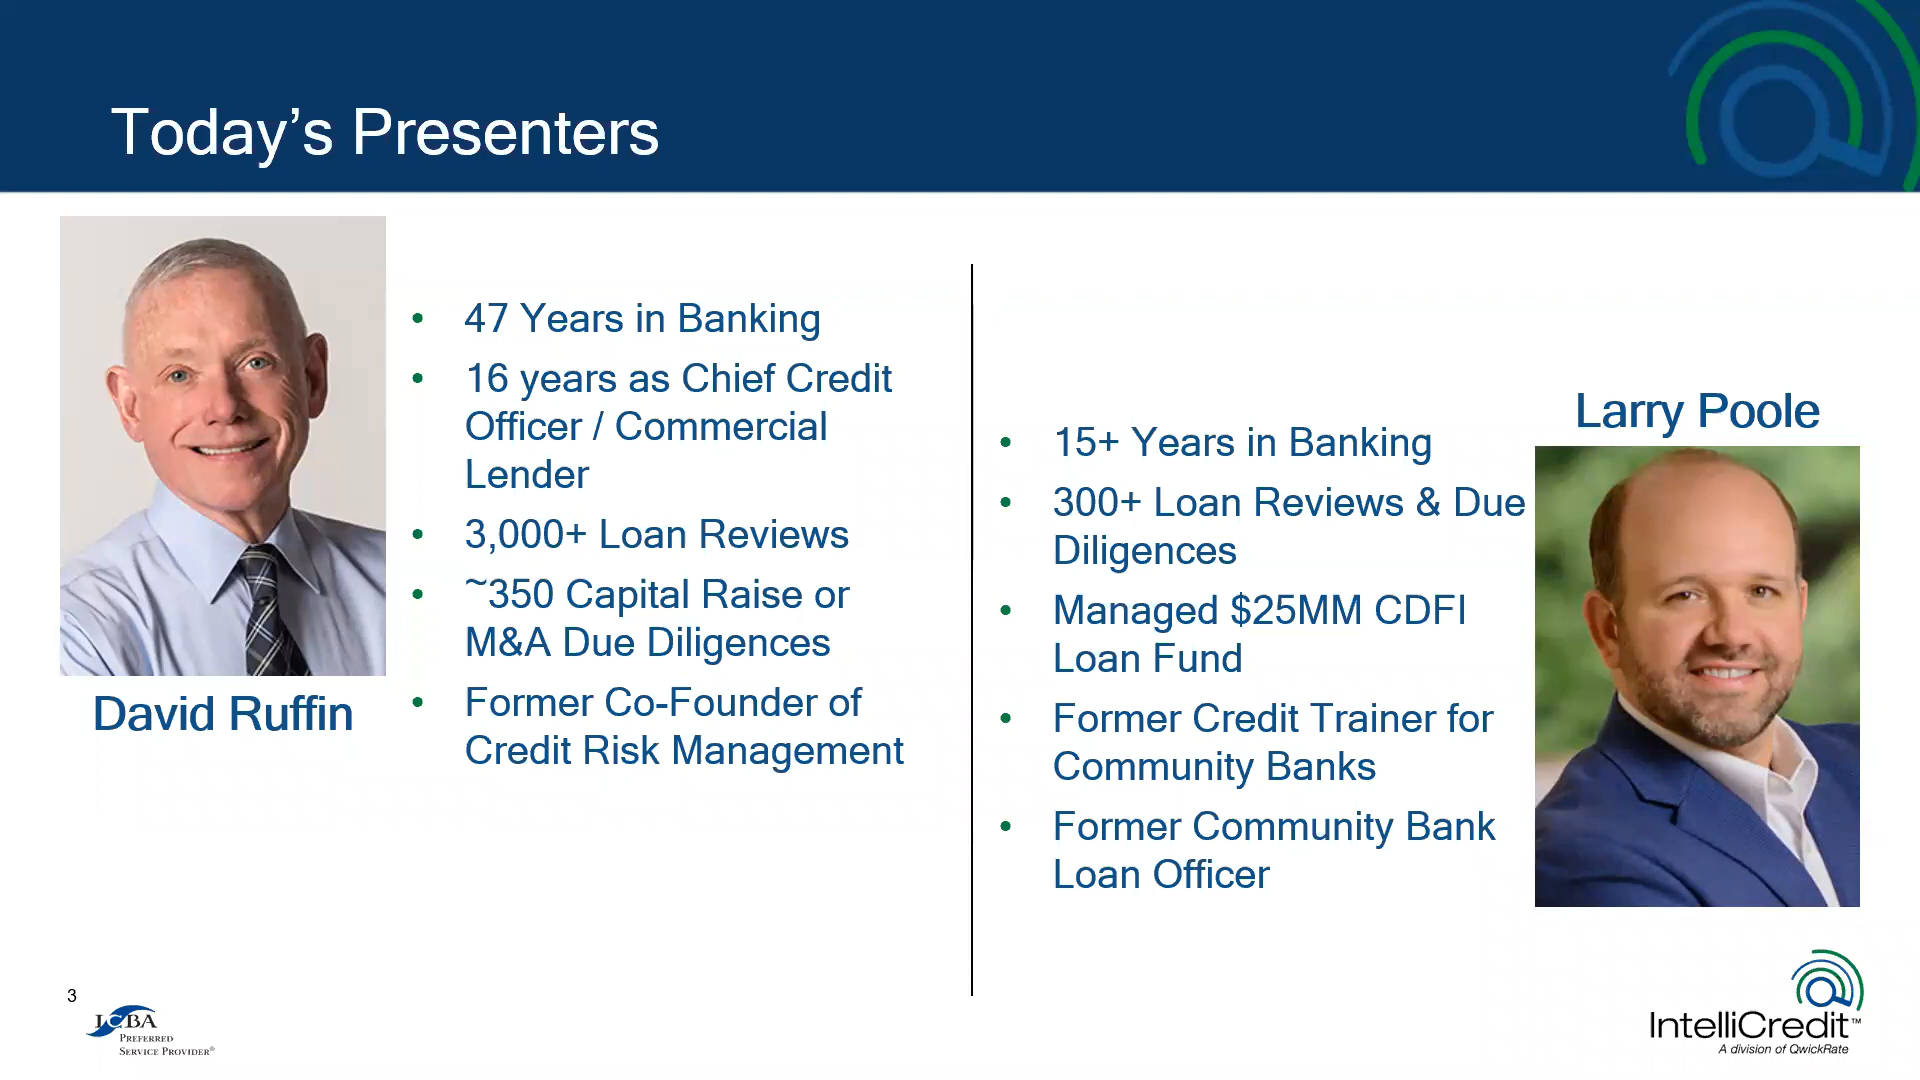 Today’s Presenters
David Ruffin
• 47 Years in Banking
• 16 years as Chief Credit
Officer / Commercial
Lender
• 3,000+ Loan Reviews
• ~350 Capital Raise or
M&A Due Diligences
• Former Co-Founder of
Credit Risk Management
Larry Poole
• 15+ Years in Banking
• 300+ Loan Reviews & Due
Diligences
• Managed $25MM CDFI
Loan Fund
• Former Credit Trainer for
Community Banks
• Former Community Bank
Loan Officer
3
ICBA
PREFERRED
SERVICE PROVIDER®
IntelliCredit™
A division of QwickRate